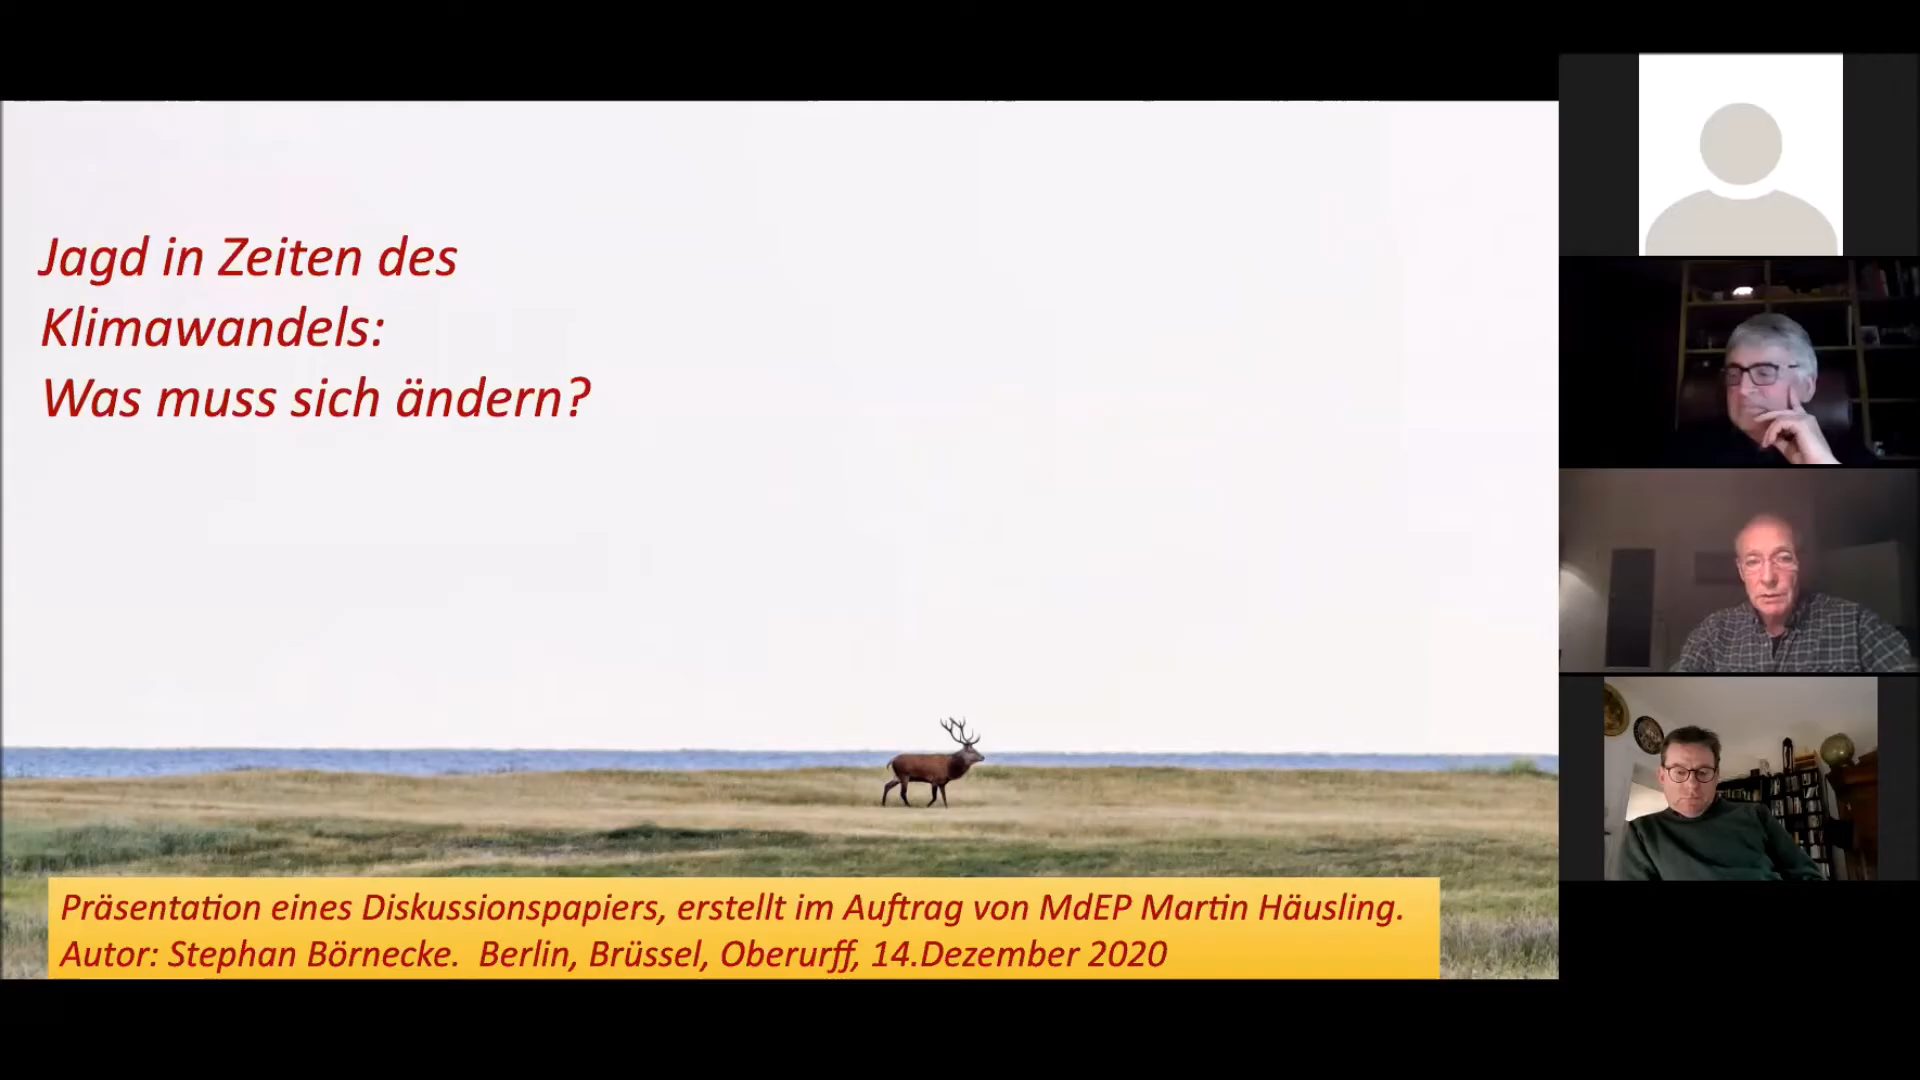 Jagd in Zeiten des
Klimawandels:
Was muss sich ändern?
Präsentation eines Diskussionspapiers, erstellt im Auftrag von MdEP Martin Häusling.
Autor: Stephan Börnecke.  Berlin, Brüssel, Oberurff, 14.Dezember 2020